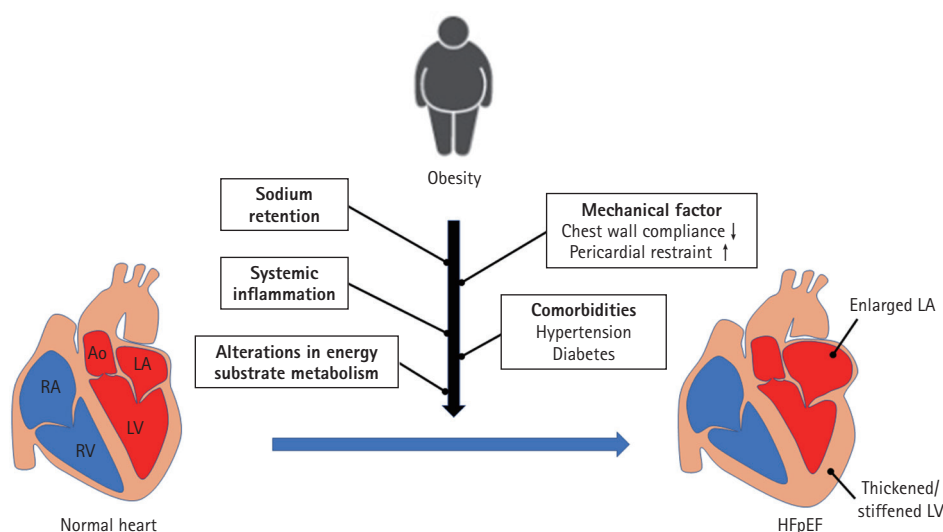 Obesity
Sodium
retention
Mechanical factor
Chest wall compliance ↓
Pericardial restraint ↑
Systemic
inflammation
Comorbidities
Hypertension
Diabetes
Alterations in energy
substrate metabolism
Ao
LA
RA
LV
RV
Normal heart
Enlarged LA
Thickened/
stiffened LV
HFpEF